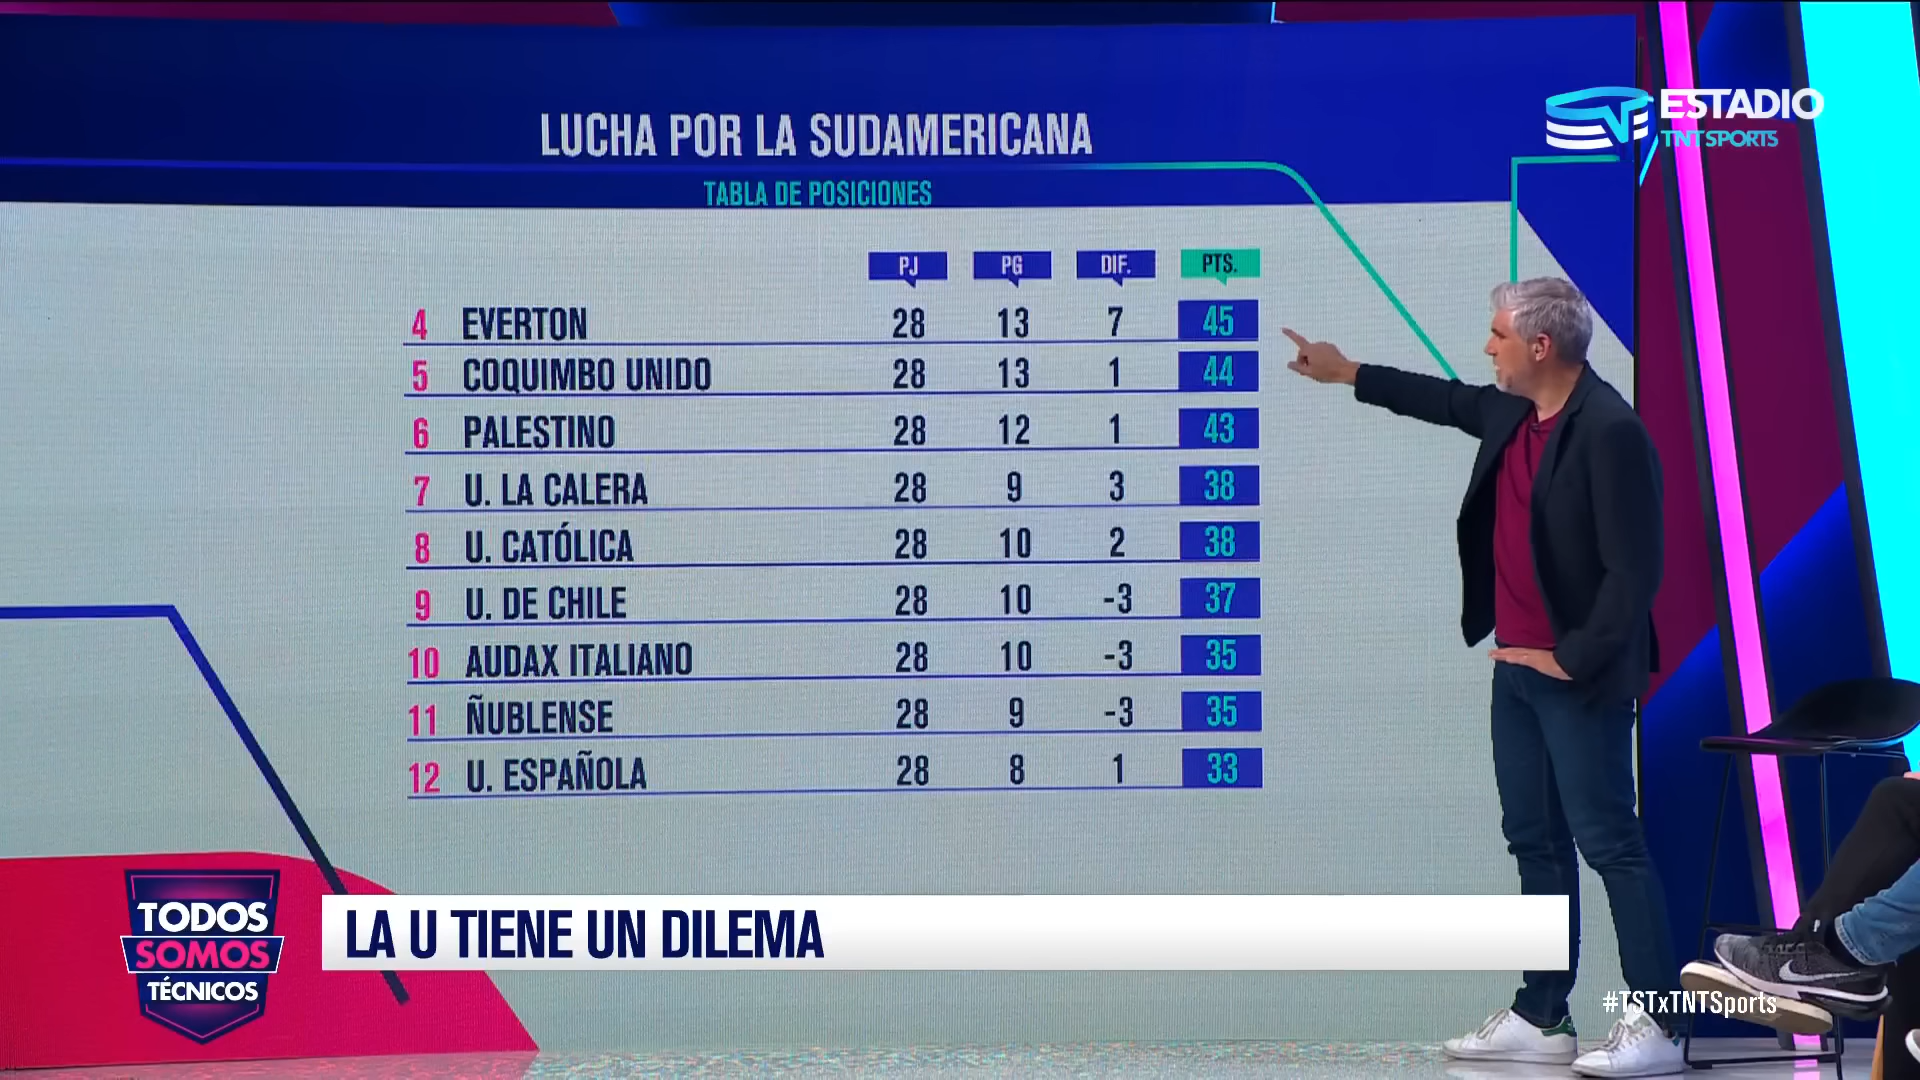 ESTADIO
TNT SPORTS
LUCHA POR LA SUDAMERICANA
TABLA DE POSICIONES
PJ PG DIF. PTS.
4 EVERTON 28 13 7 45
5 COQUIMBO UNIDO 28 13 1 44
6 PALESTINO 28 12 1 43
7 U. LA CALERA 28 9 3 38
8 U. CATÓLICA 28 10 2 38
9 U. DE CHILE 28 10 -3 37
10 AUDAX ITALIANO 28 10 -3 35
11 ÑUBLENSE 28 9 -3 35
12 U. ESPAÑOLA 28 8 1 33
TODOS
SOMOS
TÉCNICOS
LA U TIENE UN DILEMA
#TSTxTNTSports